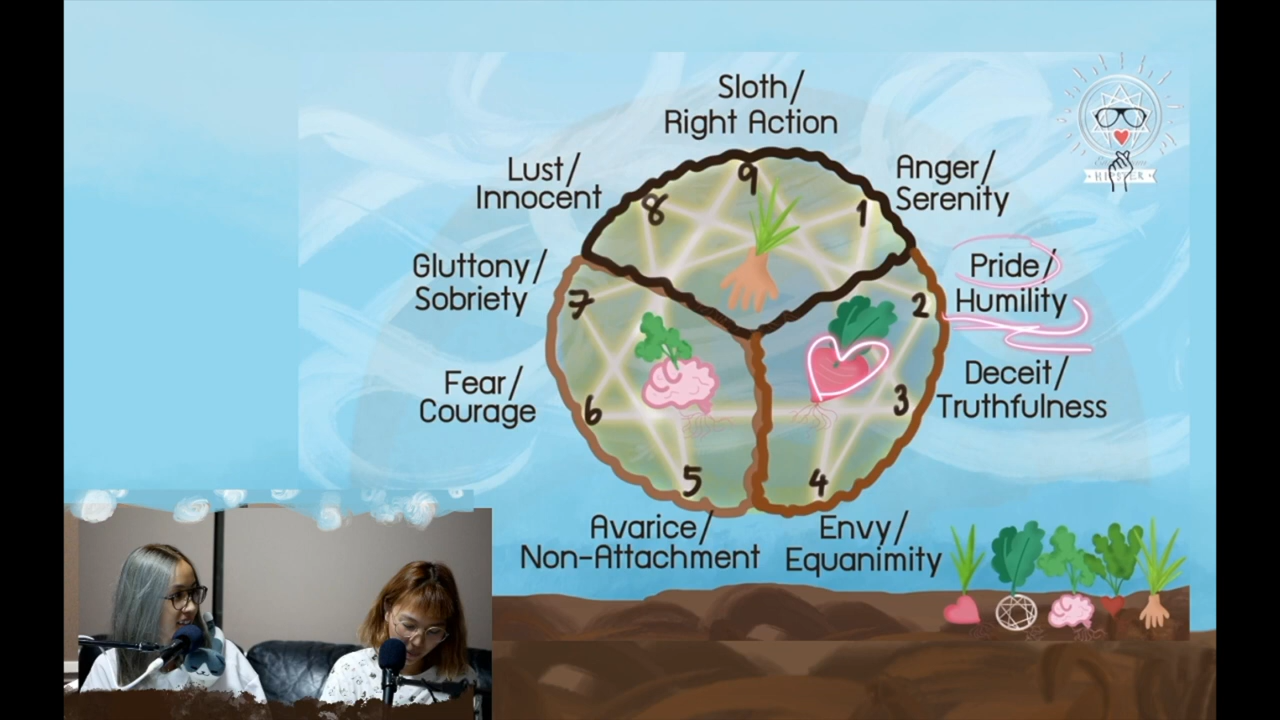 Sloth/
Right Action
Lust/
Innocent
Anger/
Serenity
9
8
1
Gluttony/
Sobriety
Pride/
Humility
7
2
Fear/
Courage
Deceit/
Truthfulness
6
3
5
4
Avarice/
Non-Attachment
Envy/
Equanimity
HIPSTER